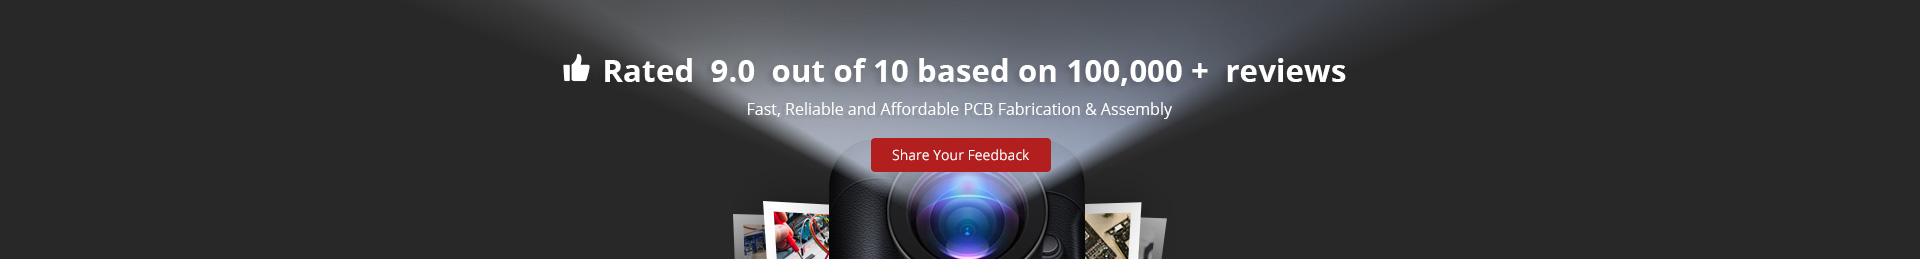 Rated 9.0 out of 10 based on 100,000 + reviews
Fast, Reliable and Affordable PCB Fabrication & Assembly
Share Your Feedback